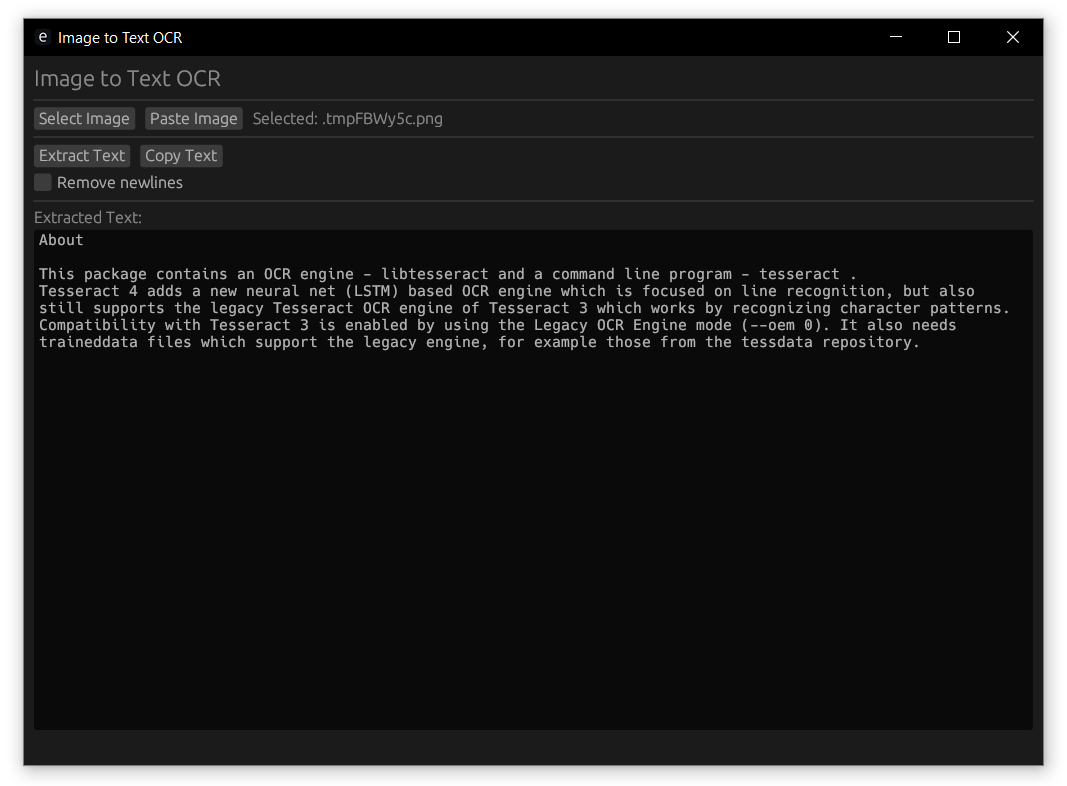 e Image to Text OCR
Image to Text OCR
Select Image Paste Image Selected: .tmpFBWy5c.png
Extract Text Copy Text
Remove newlines
Extracted Text:
About
This package contains an OCR engine - libtesseract and a command line program - tesseract .
Tesseract 4 adds a new neural net (LSTM) based OCR engine which is focused on line recognition, but also
still supports the legacy Tesseract OCR engine of Tesseract 3 which works by recognizing character patterns.
Compatibility with Tesseract 3 is enabled by using the Legacy OCR Engine mode (--oem 0). It also needs
traineddata files which support the legacy engine, for example those from the tessdata repository.